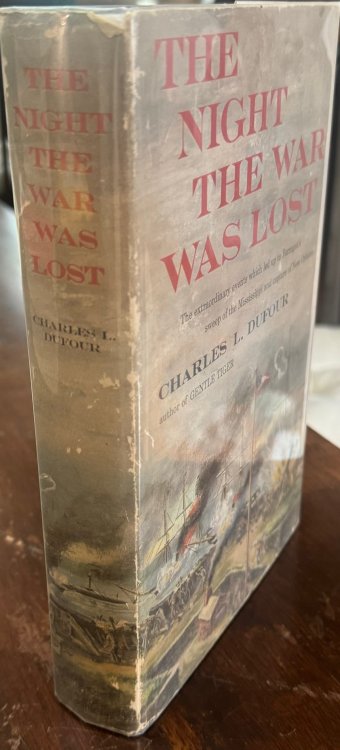 THE
NIGHT
THE
WAR
WAS
LOST
CHARLES L.
DUFOUR
THE
NIGHT
THE WAR
WAS LOST
The extraordinary events which led up to Farragut's
sweep of the Mississippi and capture of New Orleans
CHARLES L. DUFOUR
author of GENTLE TIGER